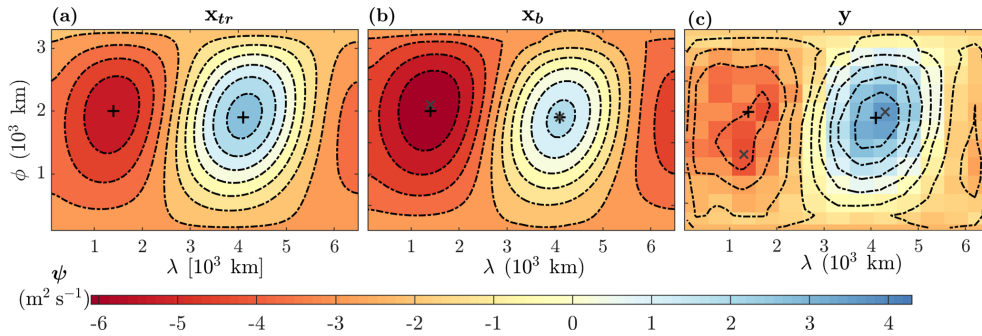 (a) x_tr (b) x_b (c) y
ϕ (10³ km)
3
2
1
1 2 3 4 5 6 1 2 3 4 5 6 1 2 3 4 5 6
λ [10³ km] λ (10³ km) λ (10³ km)
ψ
(m² s⁻¹)
-6 -5 -4 -3 -2 -1 0 1 2 3 4